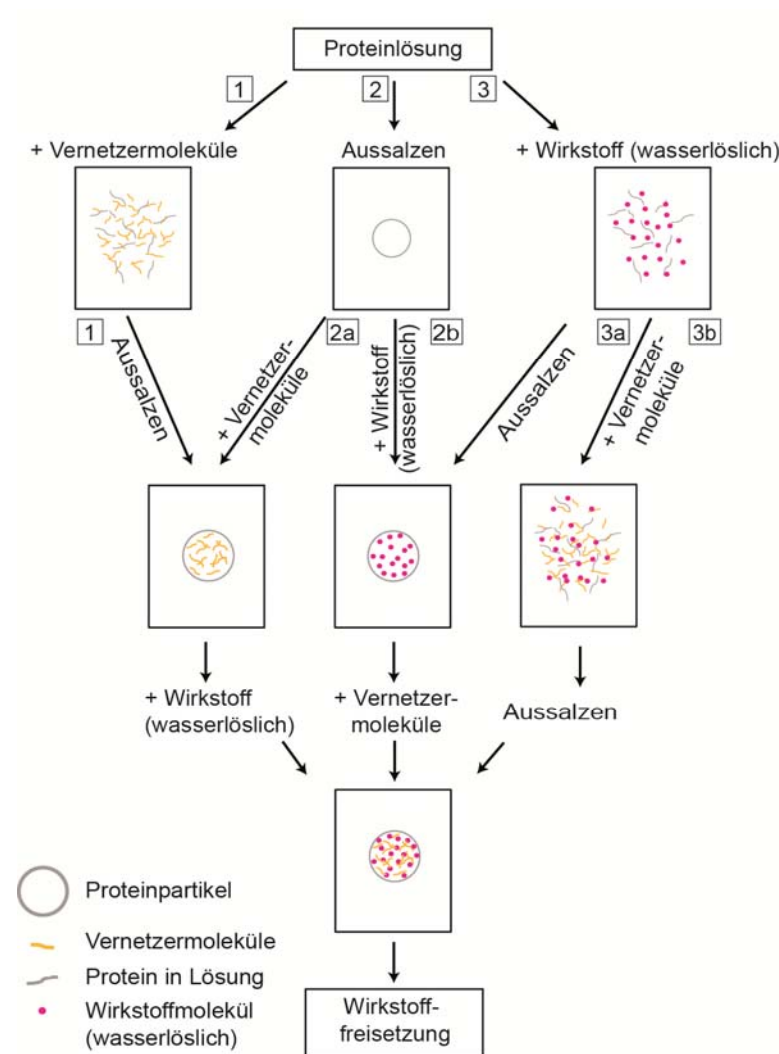 Proteinlösung
1
2
3
+ Vernetzermoleküle
Aussalzen
+ Wirkstoff (wasserlöslich)
1
Aussalzen
2a
+ Vernetzer-
moleküle
2b
+ Wirkstoff
(wasserlöslich)
Aussalzen
3a
3b
+ Vernetzer-
moleküle
+ Wirkstoff
(wasserlöslich)
+ Vernetzer-
moleküle
Aussalzen
Proteinpartikel
Vernetzermoleküle
Protein in Lösung
Wirkstoffmolekül
(wasserlöslich)
Wirkstoff-
freisetzung